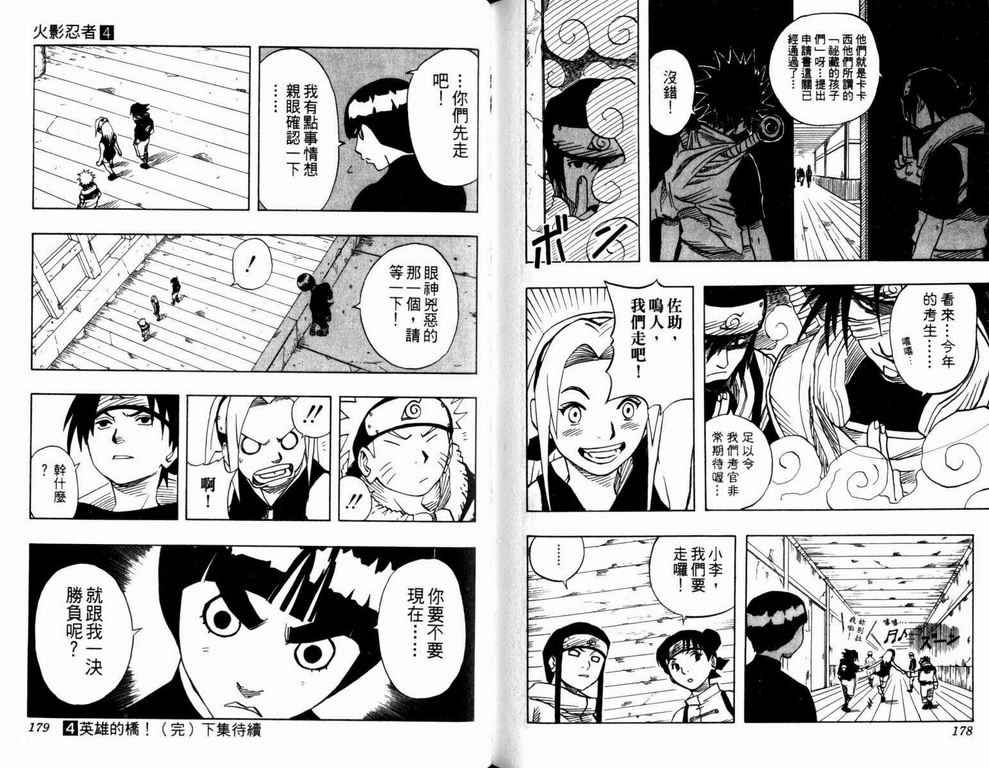 他們就是卡卡
西他們所謂的
「祕藏的孩子
們」呀…提出
申請書這關已
經通過了…
沒錯！
ボン
看來…今年
的考生……
嘻嘻…
足以令
我們考官非
常期待喔…
佐助，
鳴人，
我們走吧！
ズーン
小李，
我們要
走囉！
……
178
火影忍者4
…你們先走
吧！
我有點事情想
親眼確認一下
……
眼神兇惡的
那一個，請
等一下！
！
!!
!!
啊！
幹什麼
？
你要不要
現在…
就跟我一決
勝負呢？
179
4英雄的橋！（完）下集待續